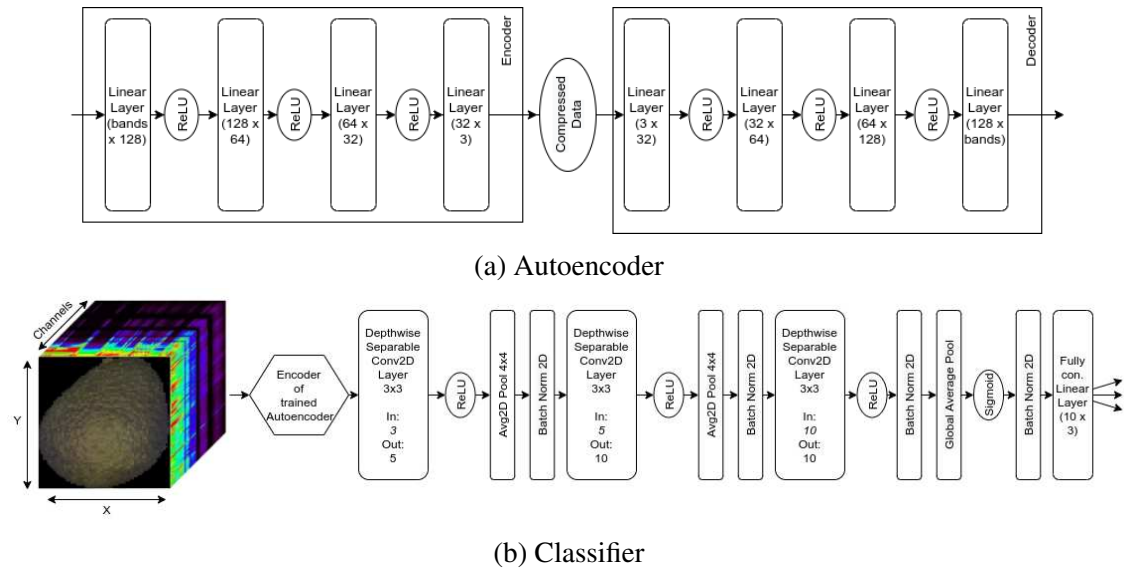 Encoder
Linear
Layer
(bands
x 128)
ReLU
Linear
Layer
(128 x
64)
ReLU
Linear
Layer
(64 x
32)
ReLU
Linear
Layer
(32 x
3)
Compressed
Data
Decoder
Linear
Layer
(3 x
32)
ReLU
Linear
Layer
(32 x
64)
ReLU
Linear
Layer
(64 x
128)
ReLU
Linear
Layer
(128 x
bands)
(a) Autoencoder
Channels
Y
X
Encoder
of
trained
Autoencoder
Depthwise
Separable
Conv2D
Layer
3x3
In:
3
Out:
5
ReLU
Avg2D Pool 4x4
Batch Norm 2D
Depthwise
Separable
Conv2D
Layer
3x3
In:
5
Out:
10
ReLU
Avg2D Pool 4x4
Batch Norm 2D
Depthwise
Separable
Conv2D
Layer
3x3
In:
10
Out:
10
ReLU
Batch Norm 2D
Global Average Pool
Sigmoid
Batch Norm 2D
Fully
con.
Linear
Layer
(10 x
3)
(b) Classifier